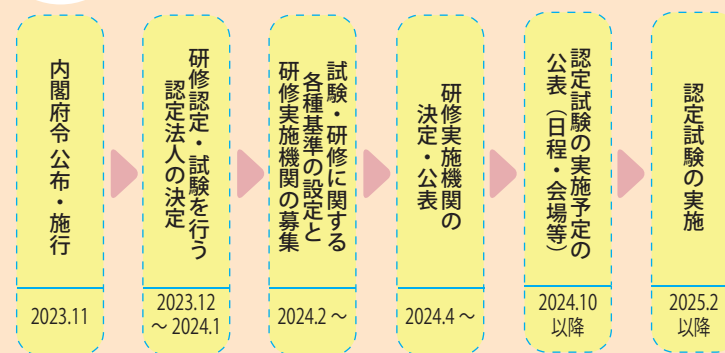 内閣府令公布・施行
2023.11
研修認定・試験を行う
認定法人の決定
2023.12
～2024.1
試験・研修に関する
各種基準の設定と
研修実施機関の募集
2024.2～
研修実施機関の
決定・公表
2024.4～
認定試験の実施予定の
公表（日程・会場等）
2024.10
以降
認定試験の実施
2025.2
以降